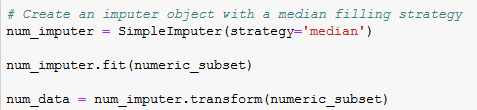 # Create an imputer object with a median filling strategy
num_imputer = SimpleImputer(strategy='median')
num_imputer.fit(numeric_subset)
num_data = num_imputer.transform(numeric_subset)